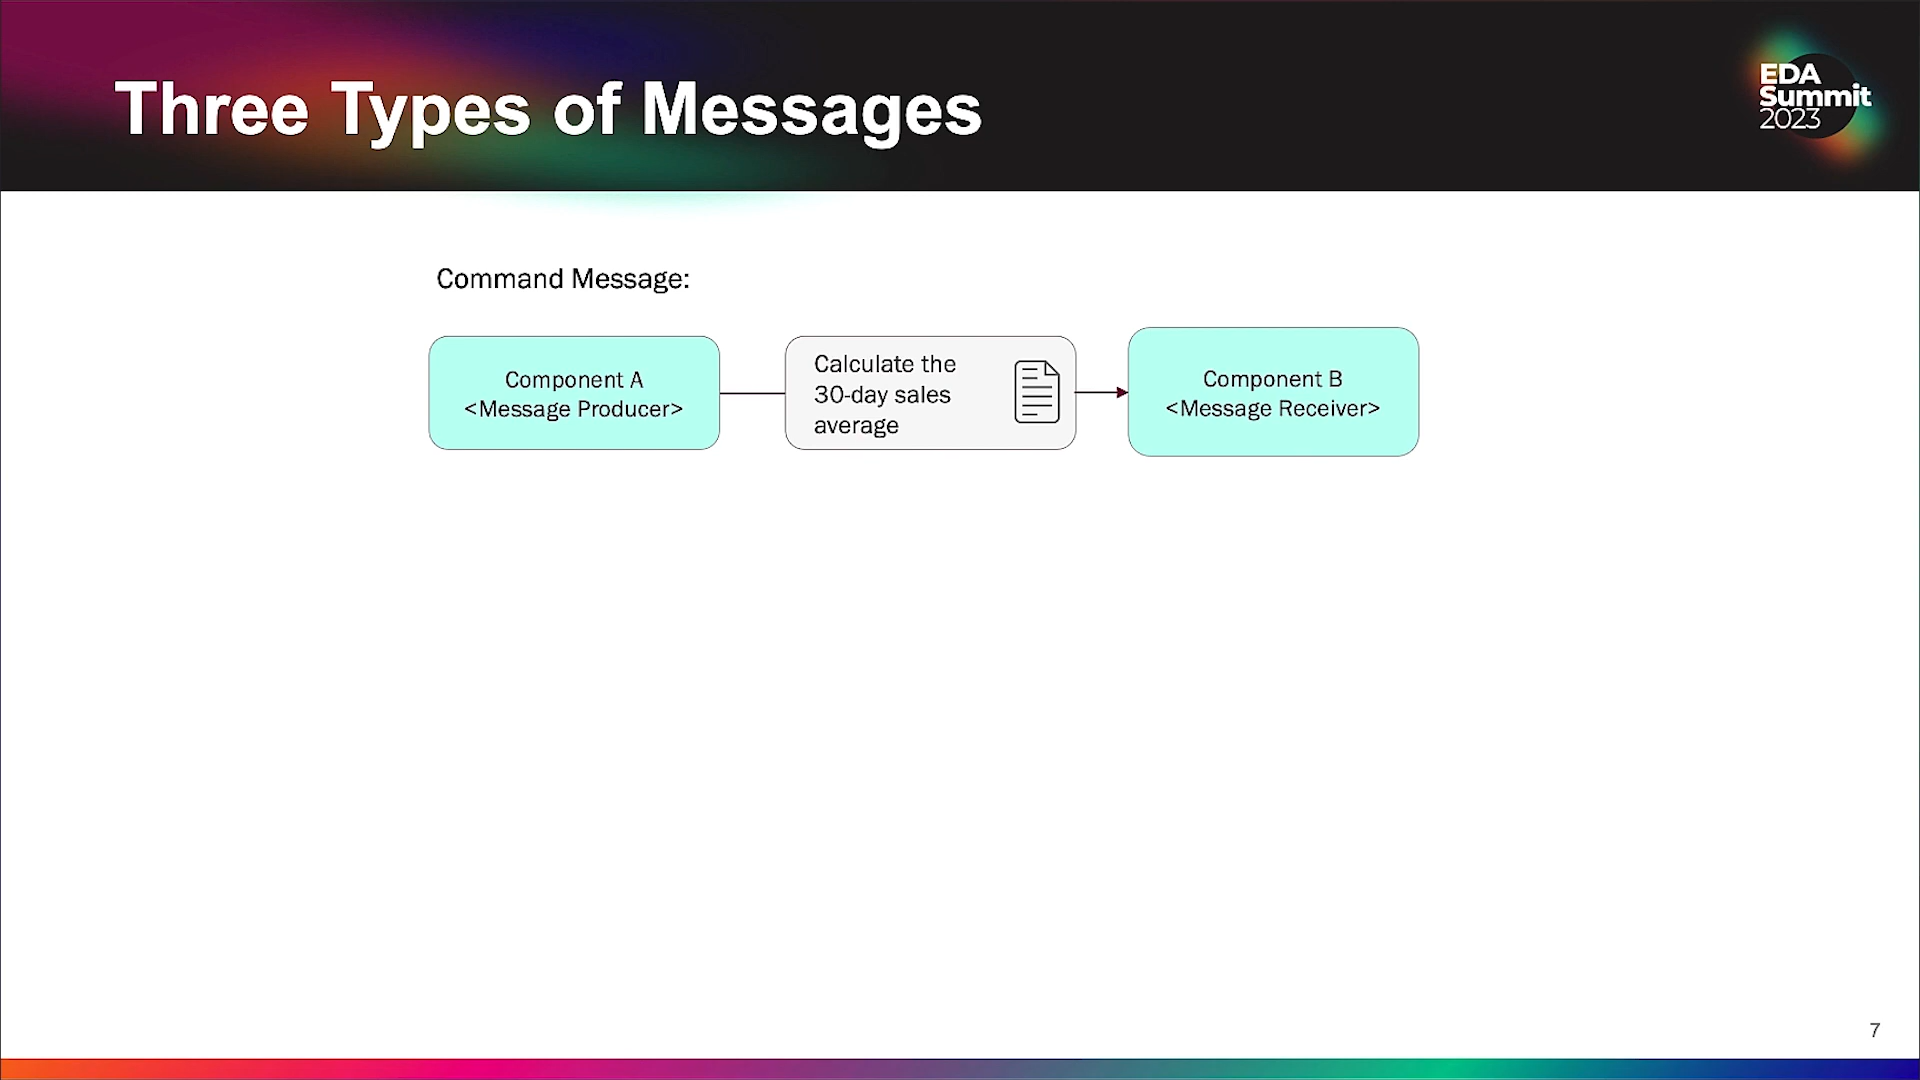 Three Types of Messages
EDA
Summit
2023
Command Message:
Component A
<Message Producer>
Calculate the
30-day sales
average
Component B
<Message Receiver>
7